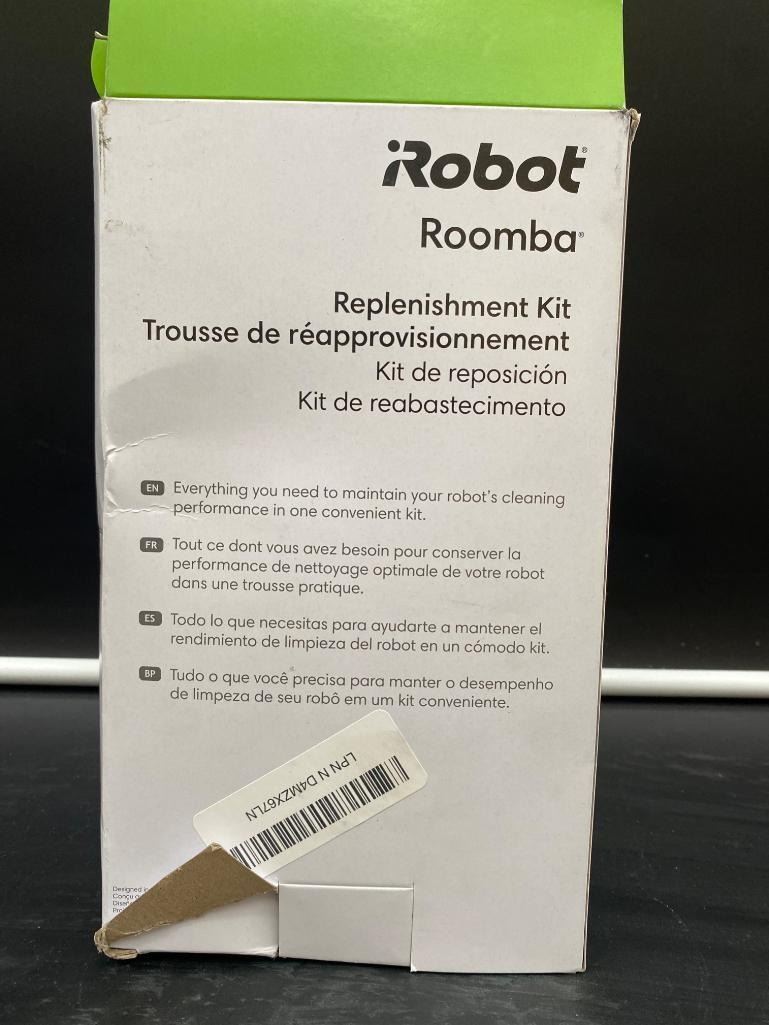 iRobot®
Roomba®
Replenishment Kit
Trousse de réapprovisionnement
Kit de reposición
Kit de reabastecimento
EN Everything you need to maintain your robot's cleaning
performance in one convenient kit.
FR Tout ce dont vous avez besoin pour conserver la
performance de nettoyage optimale de votre robot
dans une trousse pratique.
ES Todo lo que necesitas para ayudarte a mantener el
rendimiento de limpieza del robot en un cómodo kit.
BP Tudo o que você precisa para manter o desempenho
de limpeza de seu robô em um kit conveniente.
LPN N D4MZX67LN
Designed